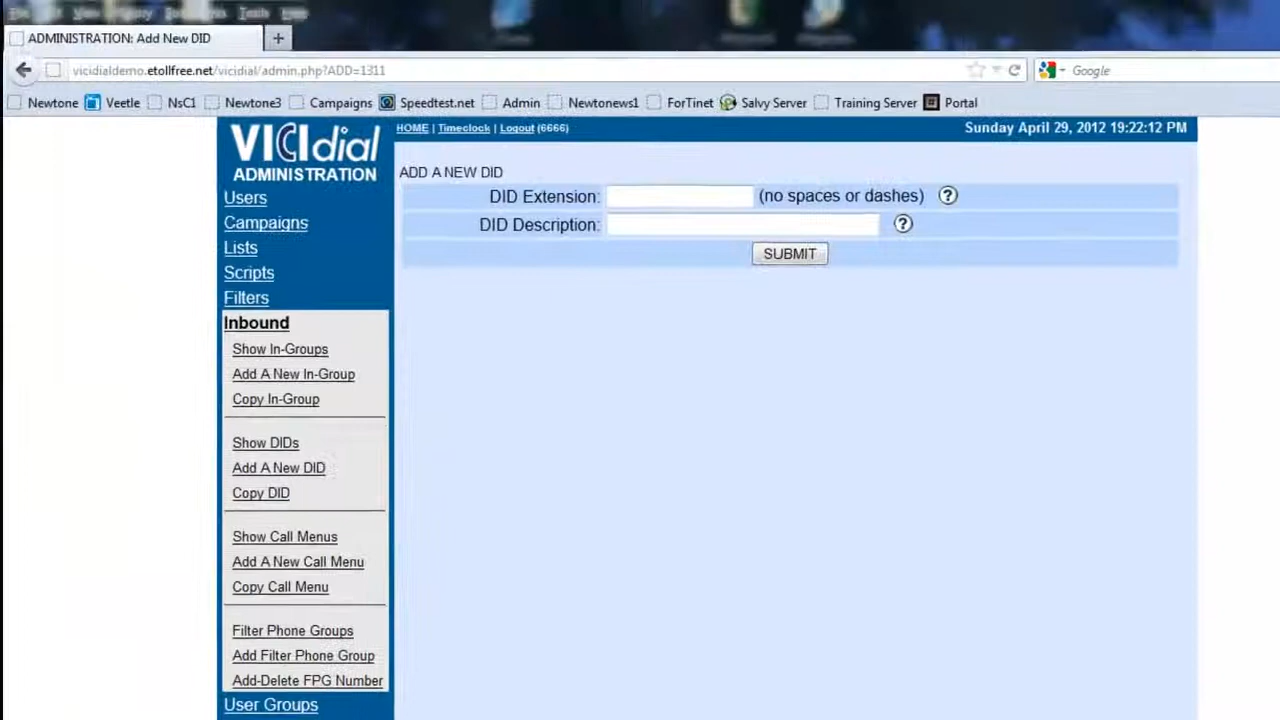 View
Tools
Help
ADMINISTRATION: Add New DID
+
vicidialdemo.etollfree.net/vicidial/admin.php?ADD=1311
Google
Newtone Veetle NsC1 Newtone3 Campaigns Speedtest.net Admin Newtonews1 ForTinet Salvy Server Training Server Portal
VICIdial
ADMINISTRATION
HOME | Timeclock | Logout (6666)
Sunday April 29, 2012 19:22:12 PM
Users
Campaigns
Lists
Scripts
Filters
Inbound
Show In-Groups
Add A New In-Group
Copy In-Group
Show DIDs
Add A New DID
Copy DID
Show Call Menus
Add A New Call Menu
Copy Call Menu
Filter Phone Groups
Add Filter Phone Group
Add-Delete FPG Number
User Groups
ADD A NEW DID
DID Extension: (no spaces or dashes) ?
DID Description: ?
SUBMIT